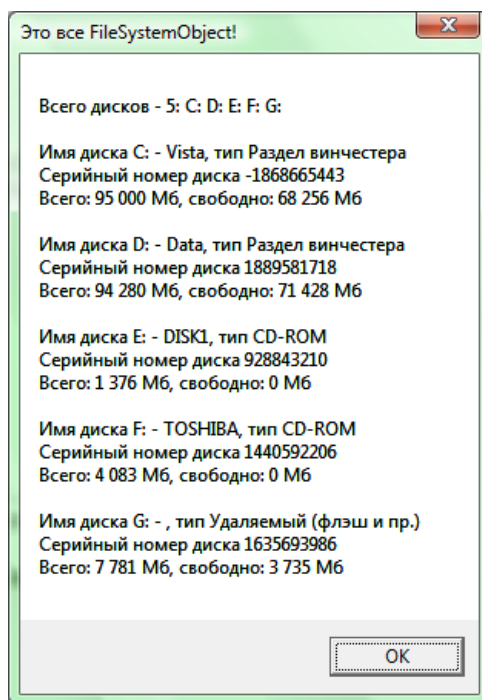 Это все FileSystemObject!
Всего дисков - 5: C: D: E: F: G:
Имя диска C: - Vista, тип Раздел винчестера
Серийный номер диска -1868665443
Всего: 95 000 Мб, свободно: 68 256 Мб
Имя диска D: - Data, тип Раздел винчестера
Серийный номер диска 1889581718
Всего: 94 280 Мб, свободно: 71 428 Мб
Имя диска E: - DISK1, тип CD-ROM
Серийный номер диска 928843210
Всего: 1 376 Мб, свободно: 0 Мб
Имя диска F: - TOSHIBA, тип CD-ROM
Серийный номер диска 1440592206
Всего: 4 083 Мб, свободно: 0 Мб
Имя диска G: - , тип Удаляемый (флэш и пр.)
Серийный номер диска 1635693986
Всего: 7 781 Мб, свободно: 3 735 Мб
ОК